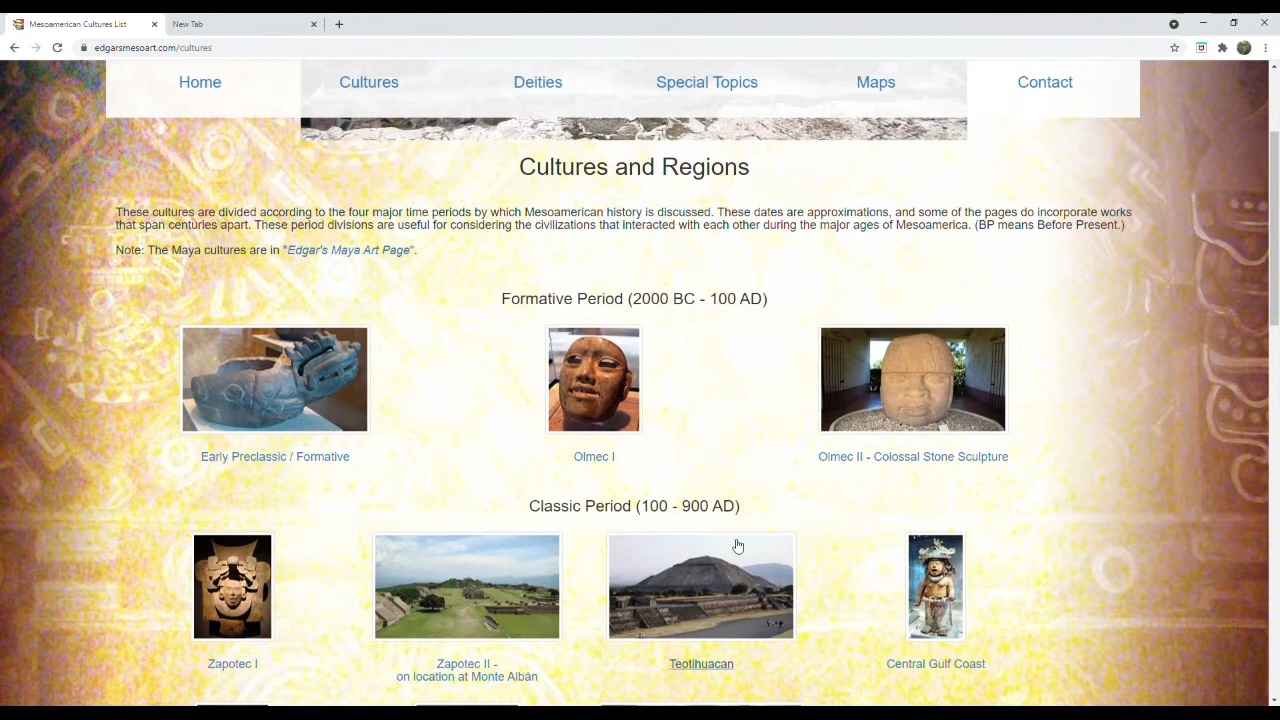 Mesoamerican Cultures List
New Tab
edgarsmesoart.com/cultures
Home Cultures Deities Special Topics Maps Contact
Cultures and Regions
These cultures are divided according to the four major time periods by which Mesoamerican history is discussed. These dates are approximations, and some of the pages do incorporate works
that span centuries apart. These period divisions are useful for considering the civilizations that interacted with each other during the major ages of Mesoamerica. (BP means Before Present.)
Note: The Maya cultures are in "Edgar's Maya Art Page".
Formative Period (2000 BC - 100 AD)
Early Preclassic / Formative
Olmec I
Olmec II - Colossal Stone Sculpture
Classic Period (100 - 900 AD)
Zapotec I
Zapotec II -
on location at Monte Albán
Teotihuacan
Central Gulf Coast